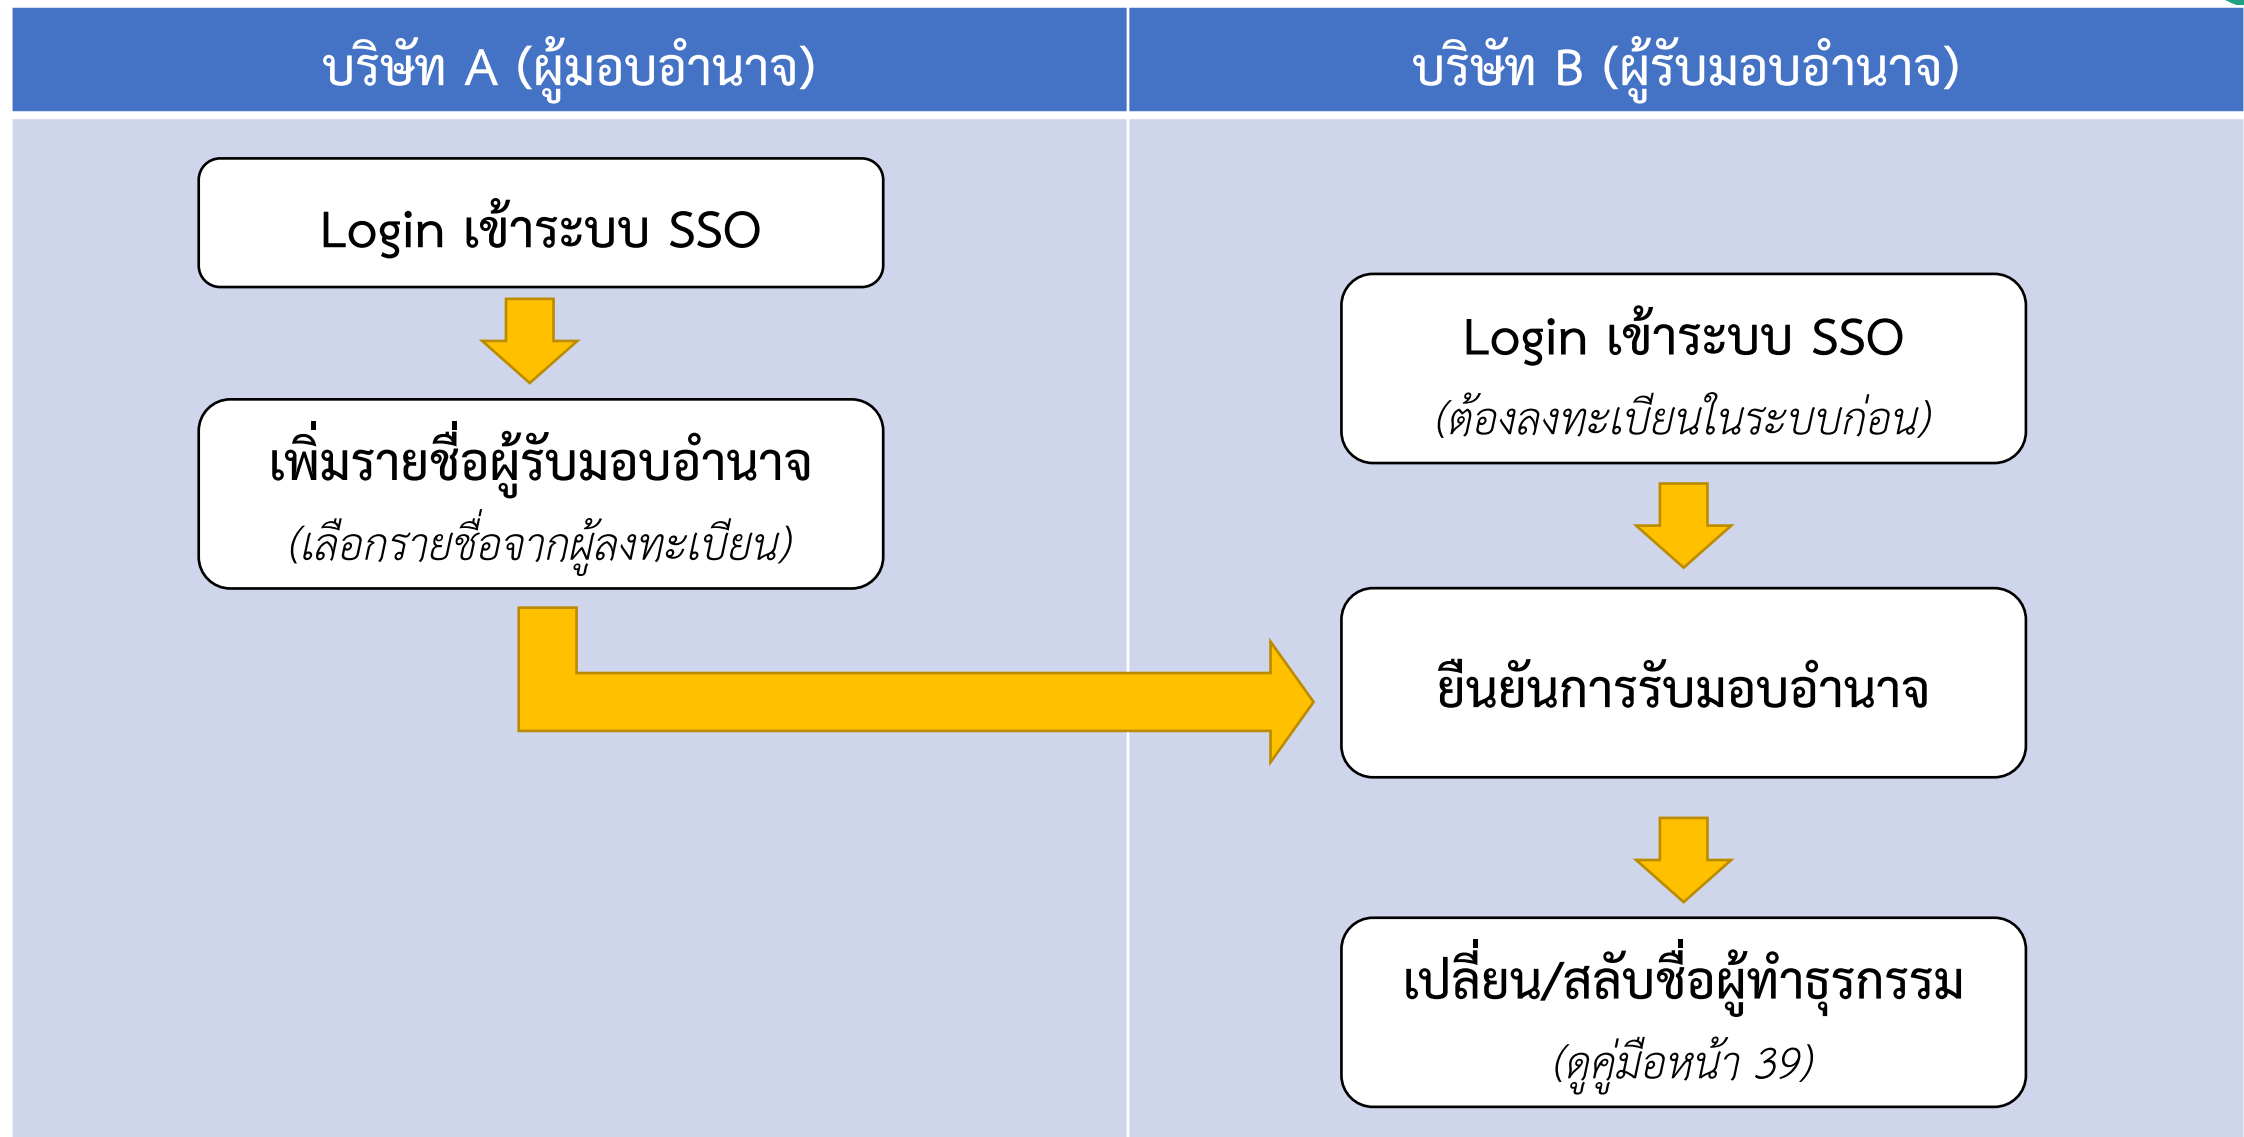 บริษัท A (ผู้มอบอำนาจ)
บริษัท B (ผู้รับมอบอำนาจ)
Login เข้าระบบ SSO
เพิ่มรายชื่อผู้รับมอบอำนาจ
(เลือกรายชื่อจากผู้ลงทะเบียน)
Login เข้าระบบ SSO
(ต้องลงทะเบียนในระบบก่อน)
ยืนยันการรับมอบอำนาจ
เปลี่ยน/สลับชื่อผู้ทำธุรกรรม
(ดูคู่มือหน้า 39)